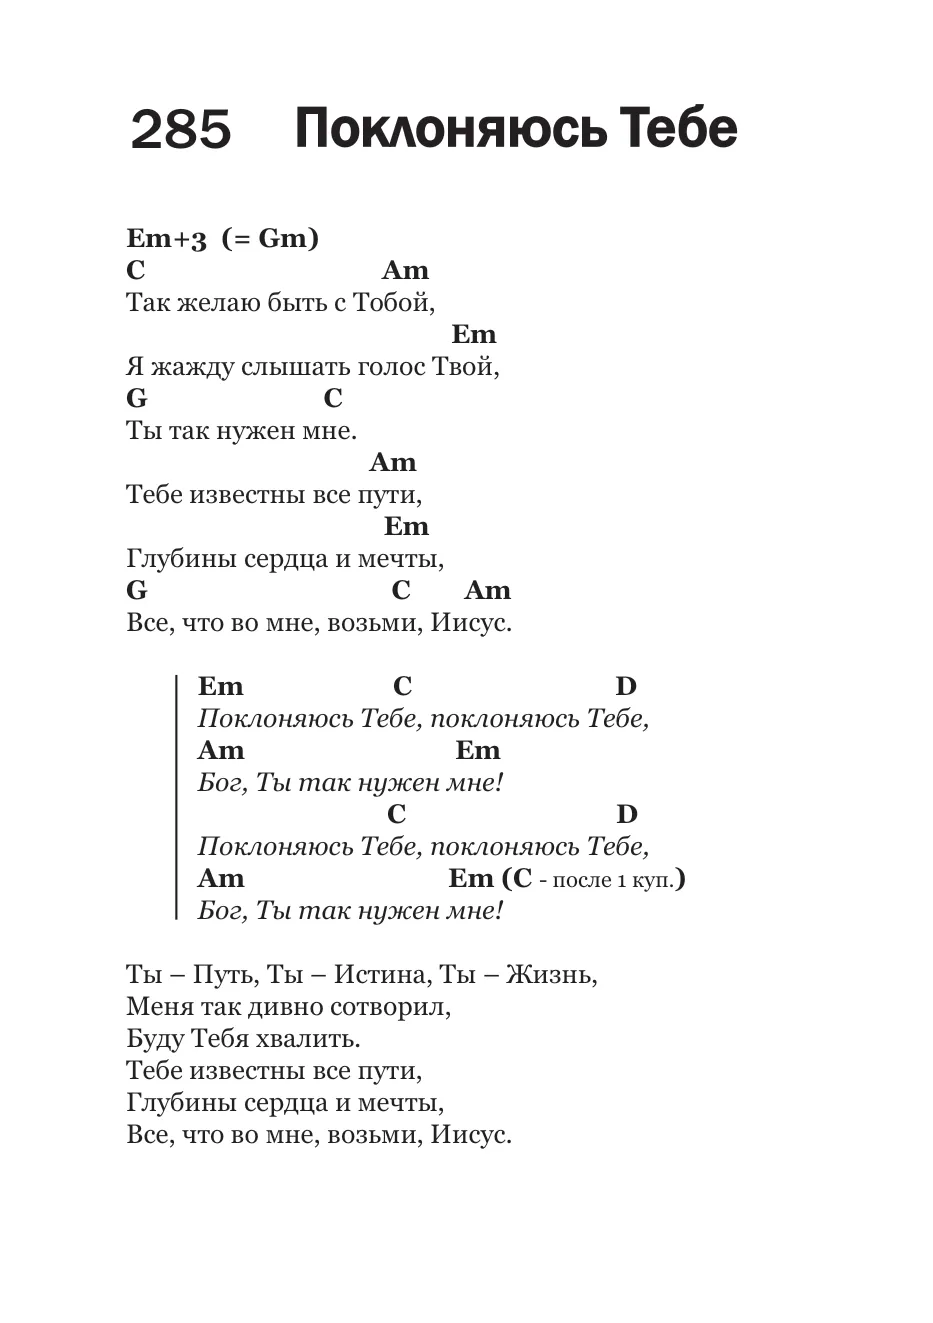 285 Поклоняюсь Тебе
Em+3 (= Gm)
C Am
Так желаю быть с Тобой,
Em
Я жажду слышать голос Твой,
G C
Ты так нужен мне.
Am
Тебе известны все пути,
Em
Глубины сердца и мечты,
G C Am
Все, что во мне, возьми, Иисус.
Em C D
Поклоняюсь Тебе, поклоняюсь Тебе,
Am Em
Бог, Ты так нужен мне!
C D
Поклоняюсь Тебе, поклоняюсь Тебе,
Am Em (C - после 1 куп.)
Бог, Ты так нужен мне!
Ты – Путь, Ты – Истина, Ты – Жизнь,
Меня так дивно сотворил,
Буду Тебя хвалить.
Тебе известны все пути,
Глубины сердца и мечты,
Все, что во мне, возьми, Иисус.